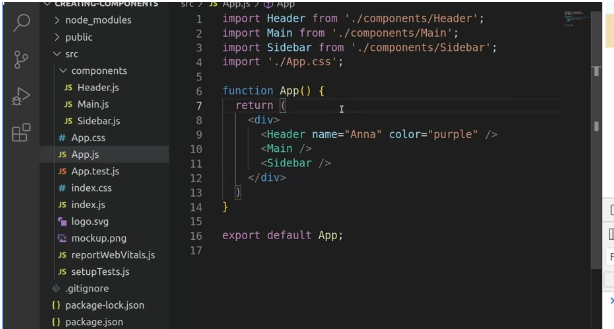 CREATING-COMPONENTS
node_modules
public
src
components
JS Header.js
JS Main.js
JS Sidebar.js
# App.css
JS App.js
JS App.test.js
# index.css
JS index.js
logo.svg
mockup.png
JS reportWebVitals.js
JS setupTests.js
.gitignore
{} package-lock.json
{} package.json
src > JS App.js > App
1 import Header from './components/Header';
2 import Main from './components/Main';
3 import Sidebar from './components/Sidebar';
4 import './App.css';
5
6 function App() {
7 return (
8 <div>
9 <Header name="Anna" color="purple" />
10 <Main />
11 <Sidebar />
12 </div>
13 )
14 }
15
16 export default App;
17